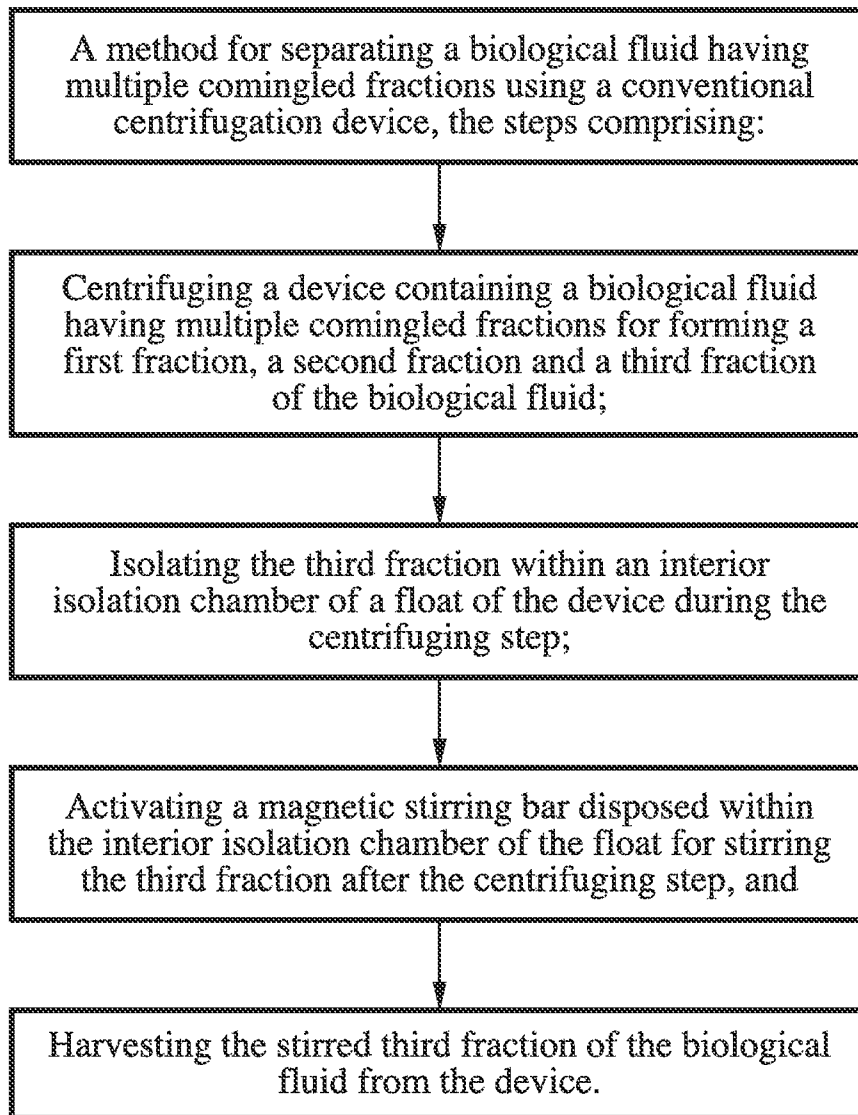 A method for separating a biological fluid having
multiple comingled fractions using a conventional
centrifugation device, the steps comprising:
Centrifuging a device containing a biological fluid
having multiple comingled fractions for forming a
first fraction, a second fraction and a third fraction
of the biological fluid;
Isolating the third fraction within an interior
isolation chamber of a float of the device during the
centrifuging step;
Activating a magnetic stirring bar disposed within
the interior isolation chamber of the float for stirring
the third fraction after the centrifuging step, and
Harvesting the stirred third fraction of the biological
fluid from the device.